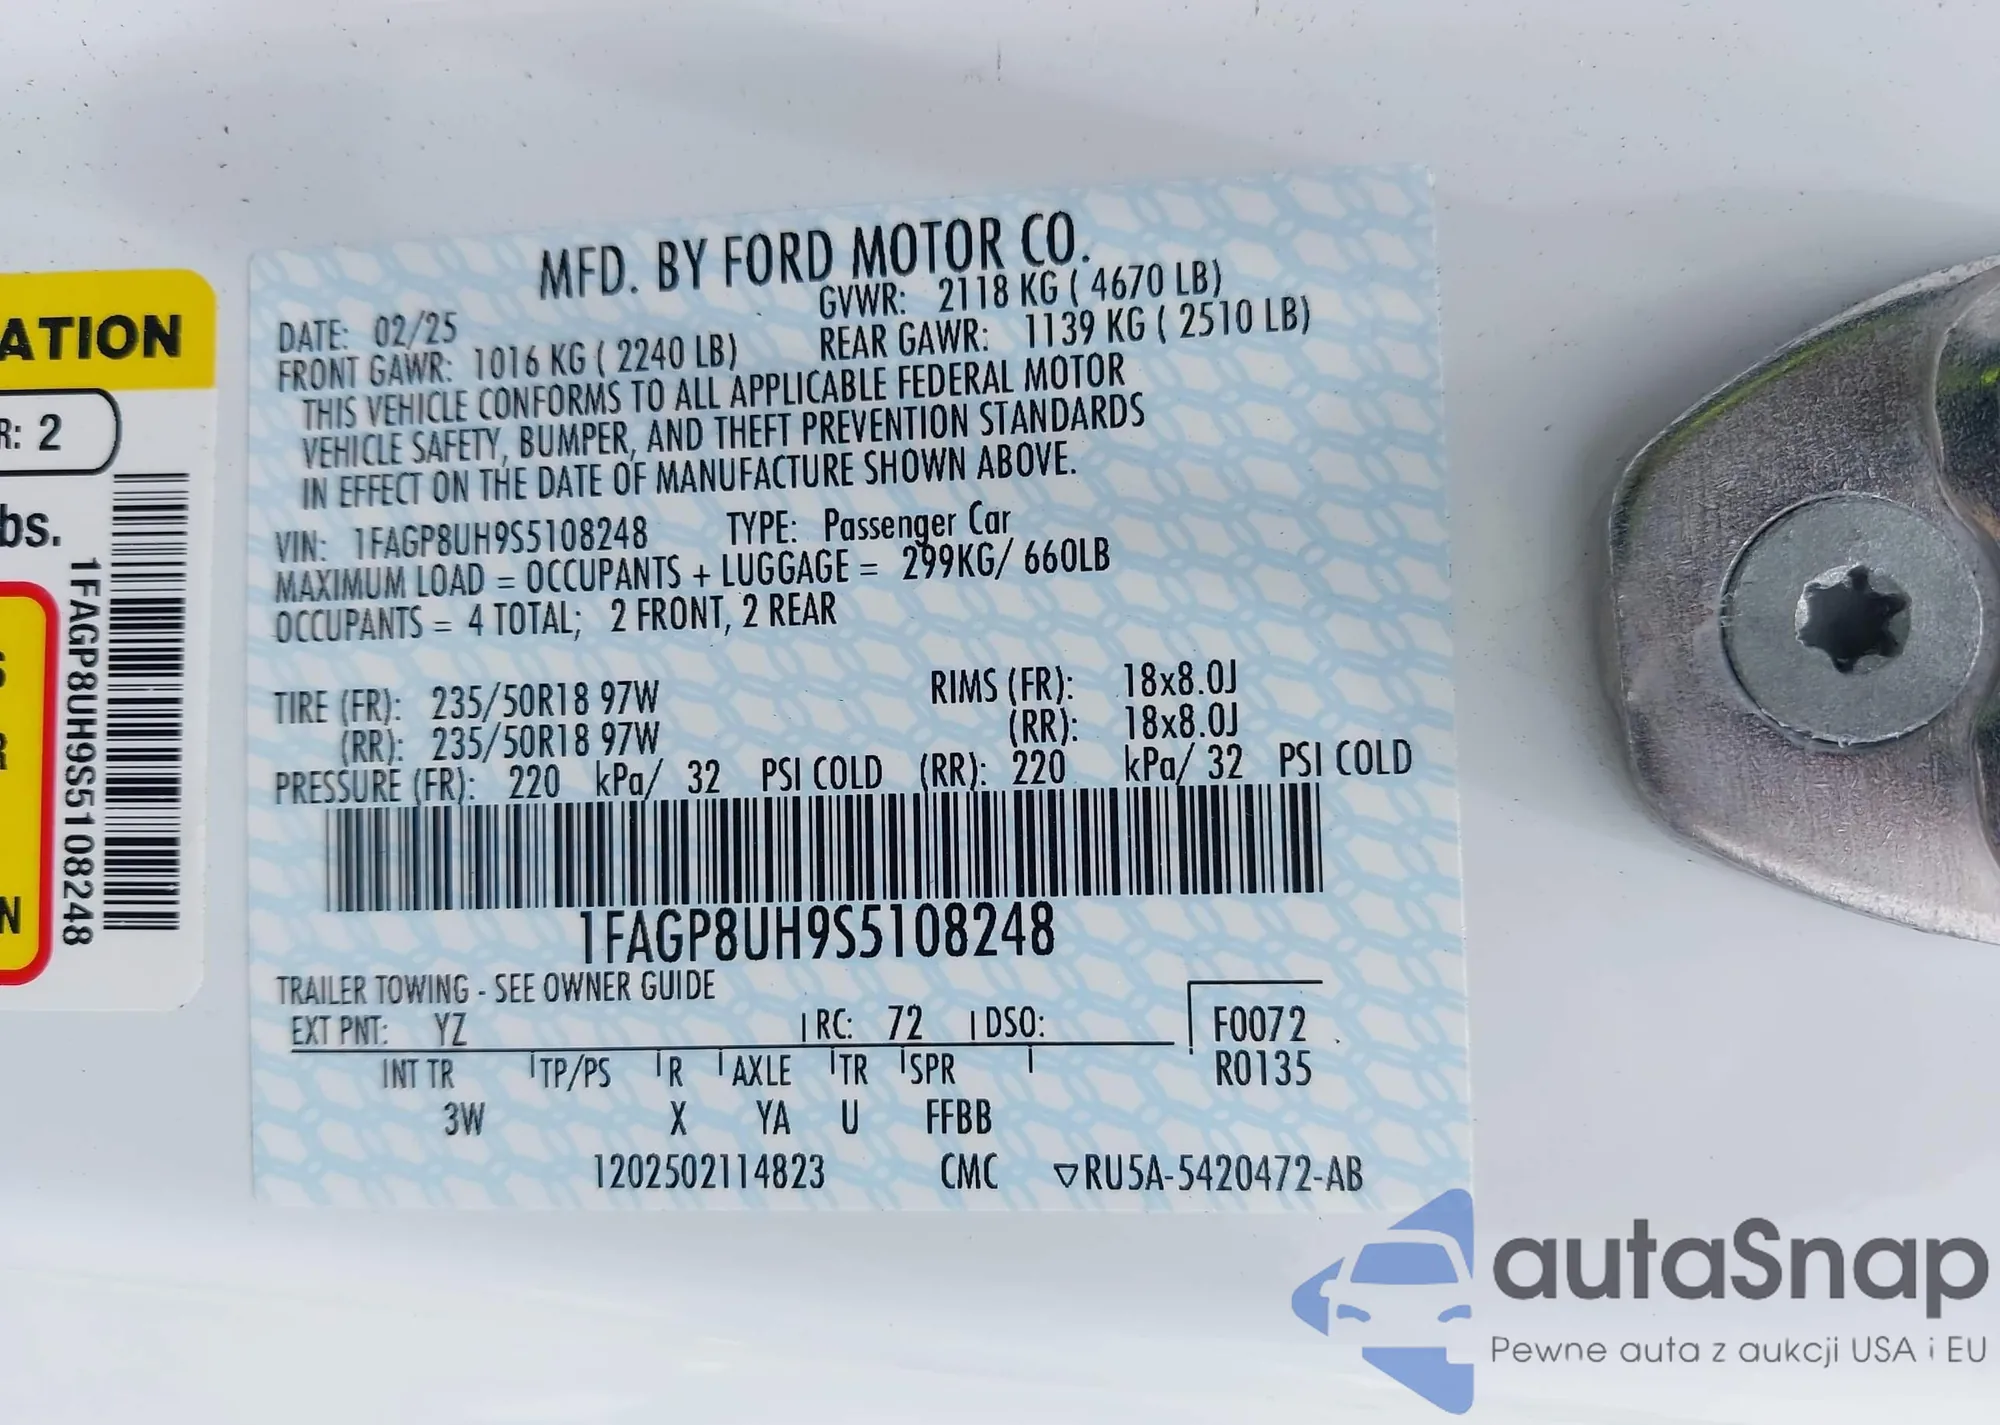 ATION
R: 2
bs.
1FAGP8UH9S5108248
S
R
N
MFD. BY FORD MOTOR CO.
DATE: 02/25 GVWR: 2118 KG ( 4670 LB)
FRONT GAWR: 1016 KG ( 2240 LB) REAR GAWR: 1139 KG ( 2510 LB)
THIS VEHICLE CONFORMS TO ALL APPLICABLE FEDERAL MOTOR
VEHICLE SAFETY, BUMPER, AND THEFT PREVENTION STANDARDS
IN EFFECT ON THE DATE OF MANUFACTURE SHOWN ABOVE.
VIN: 1FAGP8UH9S5108248 TYPE: Passenger Car
MAXIMUM LOAD = OCCUPANTS + LUGGAGE = 299KG/ 660LB
OCCUPANTS = 4 TOTAL; 2 FRONT, 2 REAR
TIRE (FR): 235/50R18 97W RIMS (FR): 18x8.0J
(RR): 235/50R18 97W (RR): 18x8.0J
PRESSURE (FR): 220 kPa/ 32 PSI COLD (RR): 220 kPa/ 32 PSI COLD
1FAGP8UH9S5108248
TRAILER TOWING - SEE OWNER GUIDE
EXT PNT: YZ RC: 72 DSO: F0072
INT TR TP/PS R AXLE TR SPR R0135
3W X YA U FFBB
1202502114823 CMC ▽RU5A-5420472-AB
autaSnap
Pewne auta z aukcji USA i EU